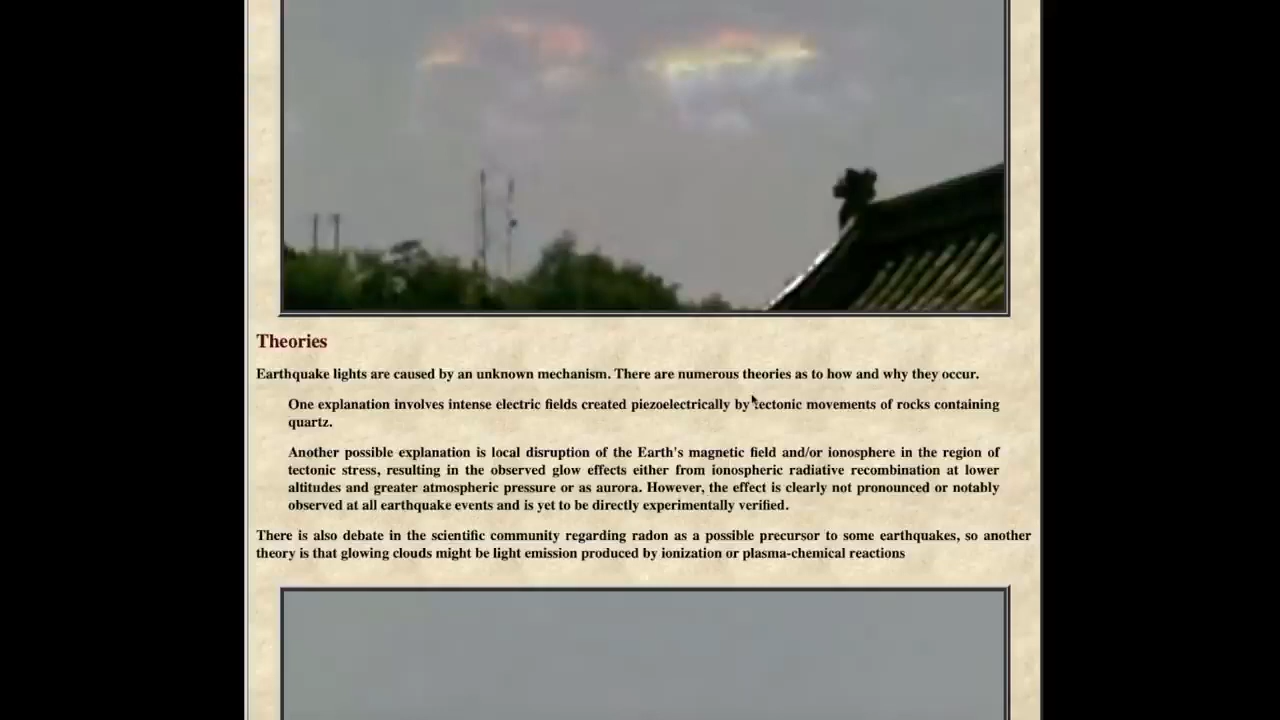 Theories
Earthquake lights are caused by an unknown mechanism. There are numerous theories as to how and why they occur.
One explanation involves intense electric fields created piezoelectrically by tectonic movements of rocks containing
quartz.
Another possible explanation is local disruption of the Earth's magnetic field and/or ionosphere in the region of
tectonic stress, resulting in the observed glow effects either from ionospheric radiative recombination at lower
altitudes and greater atmospheric pressure or as aurora. However, the effect is clearly not pronounced or notably
observed at all earthquake events and is yet to be directly experimentally verified.
There is also debate in the scientific community regarding radon as a possible precursor to some earthquakes, so another
theory is that glowing clouds might be light emission produced by ionization or plasma-chemical reactions